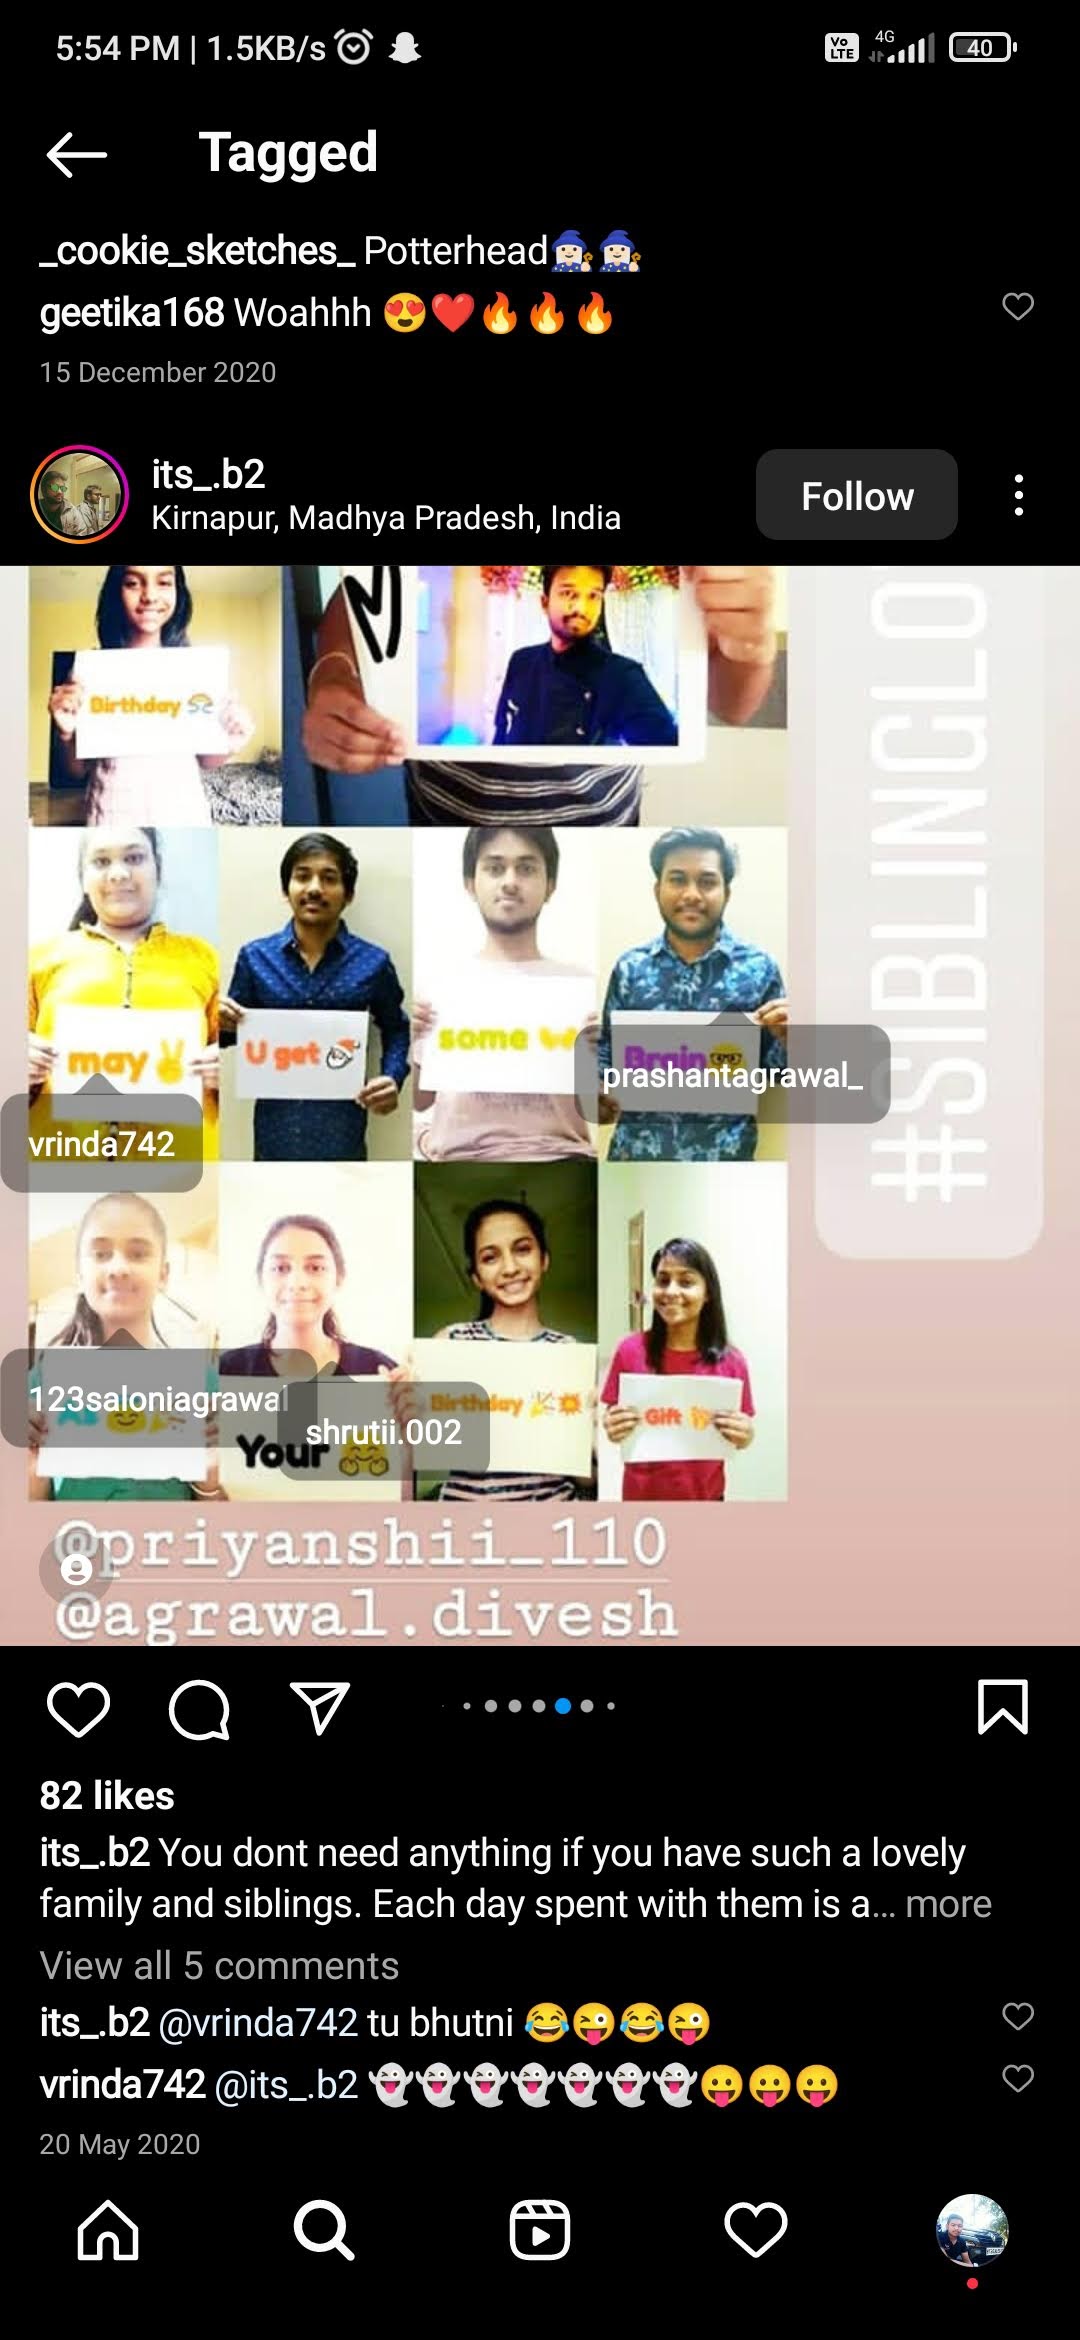 5:54 PM | 1.5KB/s
Vo LTE 4G 40
Tagged
_cookie_sketches_ Potterhead🧙🏻‍♀️🧙🏻‍♀️
geetika168 Woahhh 😍❤️🔥🔥🔥
15 December 2020
its_.b2
Kirnapur, Madhya Pradesh, India
Follow
Birthday
#SIBLINGLO
may ✌️
U get
some
Brain🤓
prashantagrawal_
vrinda742
123saloniagrawal
As
shrutii.002
Your 🤗
Birthday 🎉💥
Gift
@priyanshii_110
@agrawal.divesh
82 likes
its_.b2 You dont need anything if you have such a lovely
family and siblings. Each day spent with them is a... more
View all 5 comments
its_.b2 @vrinda742 tu bhutni 😂😜😂😜
vrinda742 @its_.b2 👻👻👻👻👻👻👻😛😛😛
20 May 2020